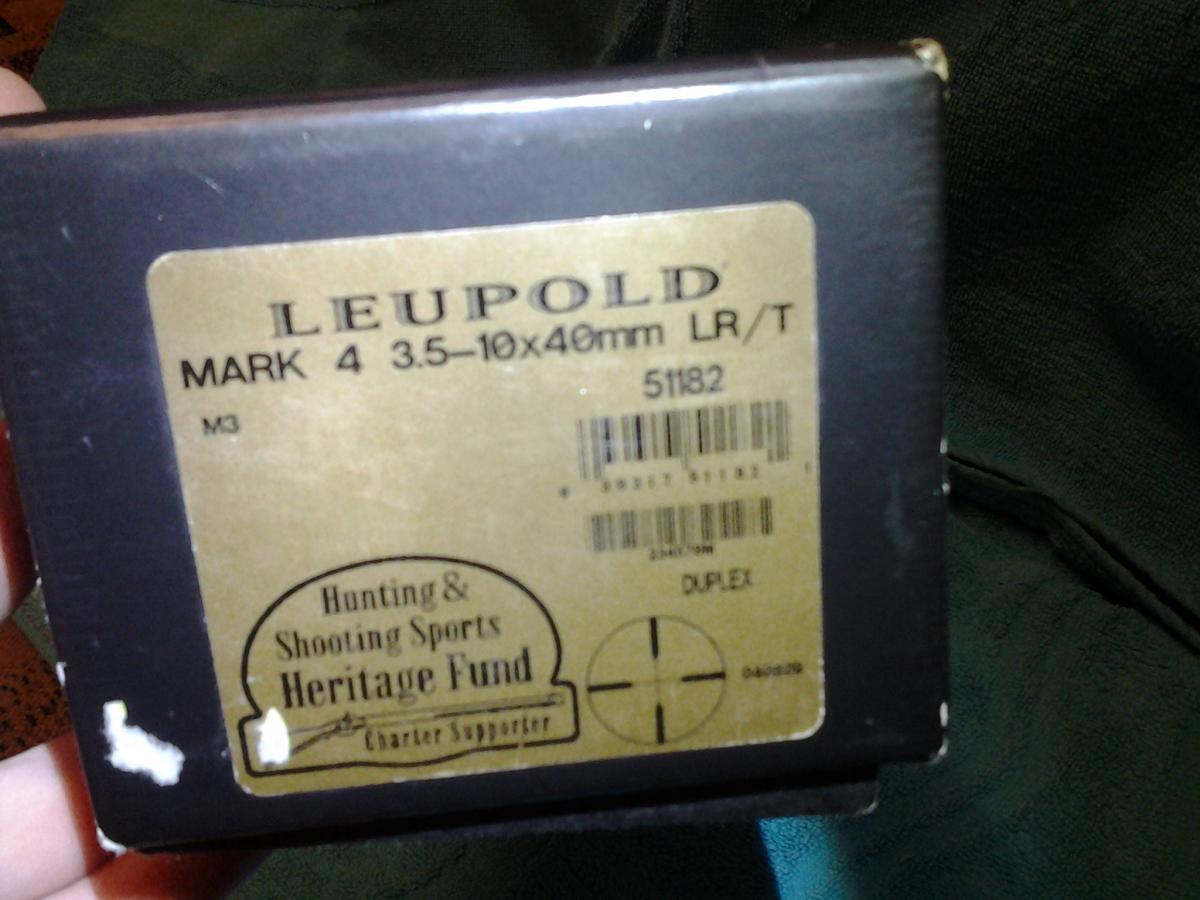 LEUPOLD
MARK 4 3.5-10x40mm LR/T
51182
M3
DUPLEX
Hunting &
Shooting Sports
Heritage Fund
Charter Supporter